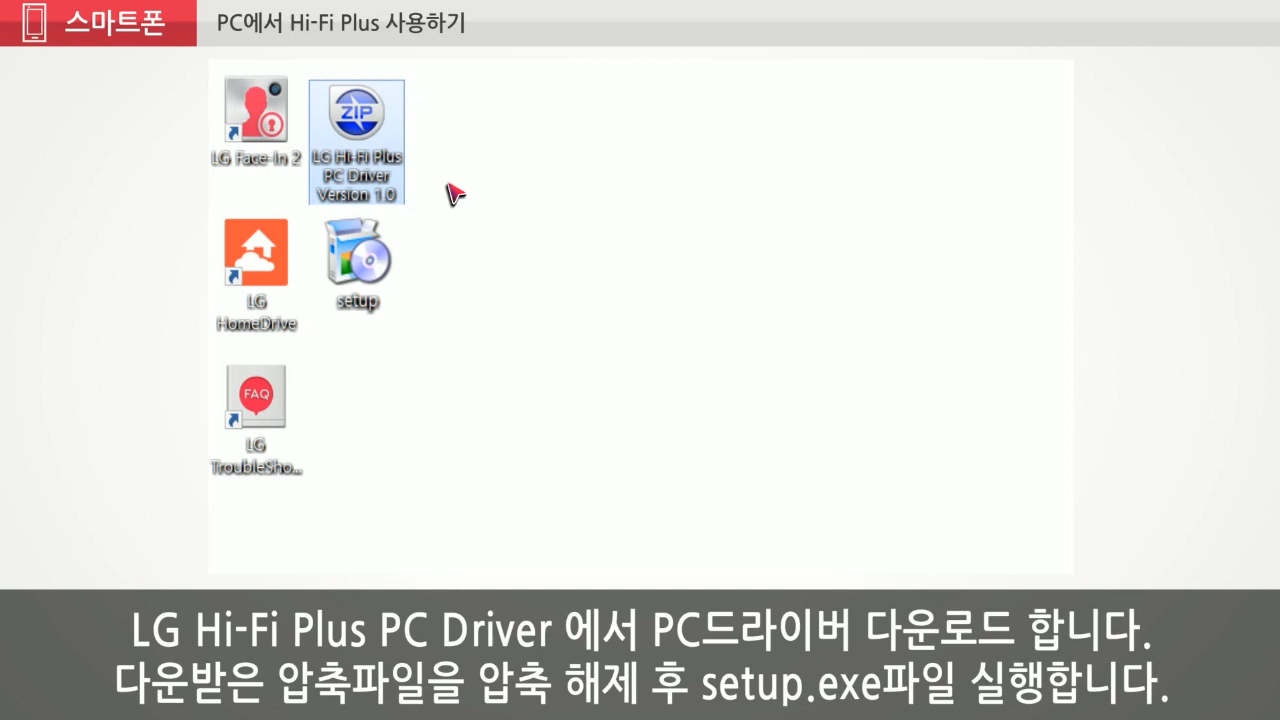 스마트폰
PC에서 Hi-Fi Plus 사용하기
LG Face-In 2
ZIP
LG Hi-Fi Plus
PC Driver
Version 1.0
LG
HomeDrive
setup
FAQ
LG
TroubleSho...
LG Hi-Fi Plus PC Driver 에서 PC드라이버 다운로드 합니다.
다운받은 압축파일을 압축 해제 후 setup.exe파일 실행합니다.